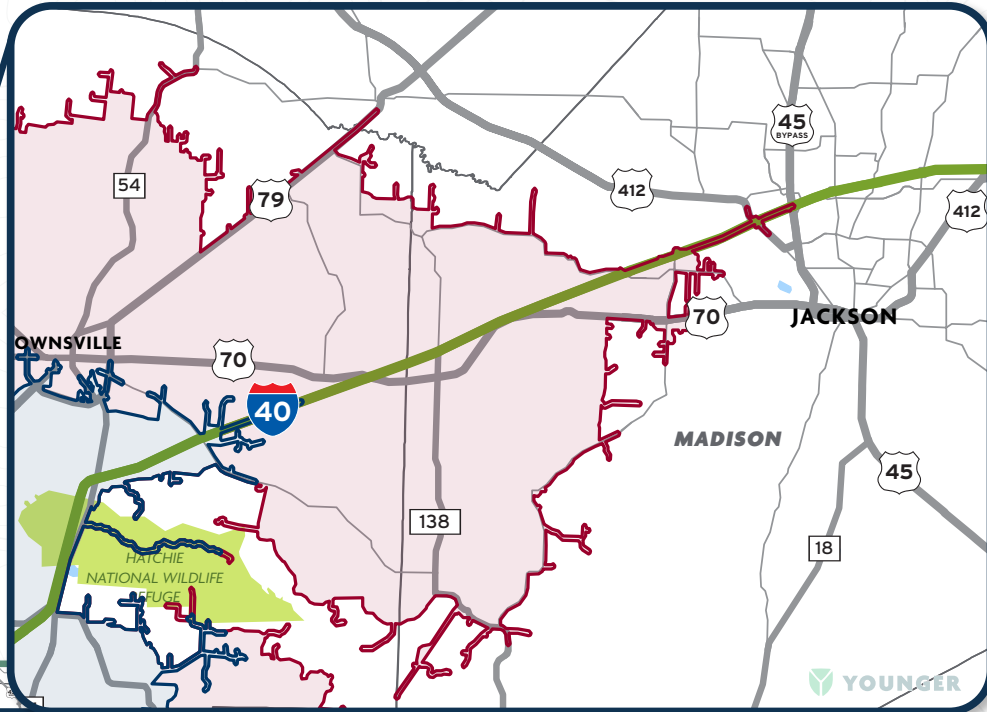 45
BYPASS
54
79
412
412
OWNSVILLE
70
70
JACKSON
40
MADISON
45
138
18
HATCHIE
NATIONAL WILDLIFE
EFUGE
YOUNGER